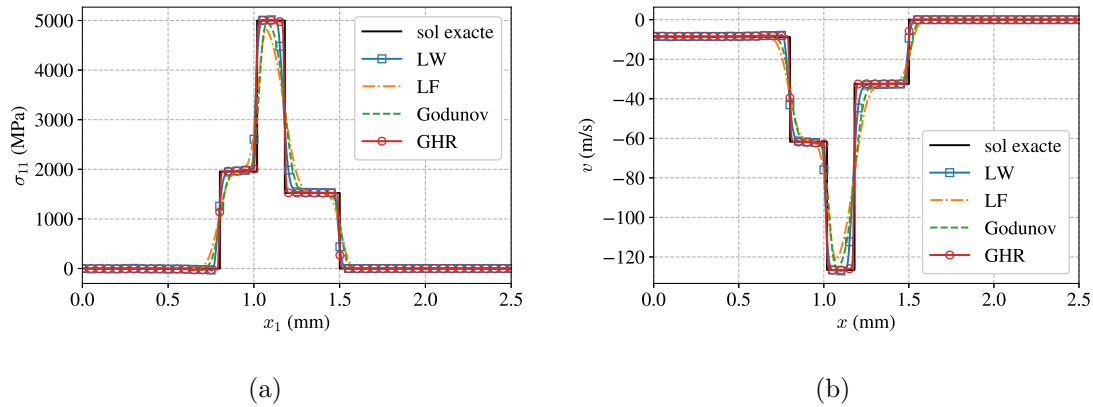 5000
4000
3000
2000
1000
0
σ₁₁ (MPa)
sol exacte
LW
LF
Godunov
GHR
0.0 0.5 1.0 1.5 2.0 2.5
x₁ (mm)
(a)
0
−20
−40
−60
−80
−100
−120
v (m/s)
sol exacte
LW
LF
Godunov
GHR
0.0 0.5 1.0 1.5 2.0 2.5
x (mm)
(b)